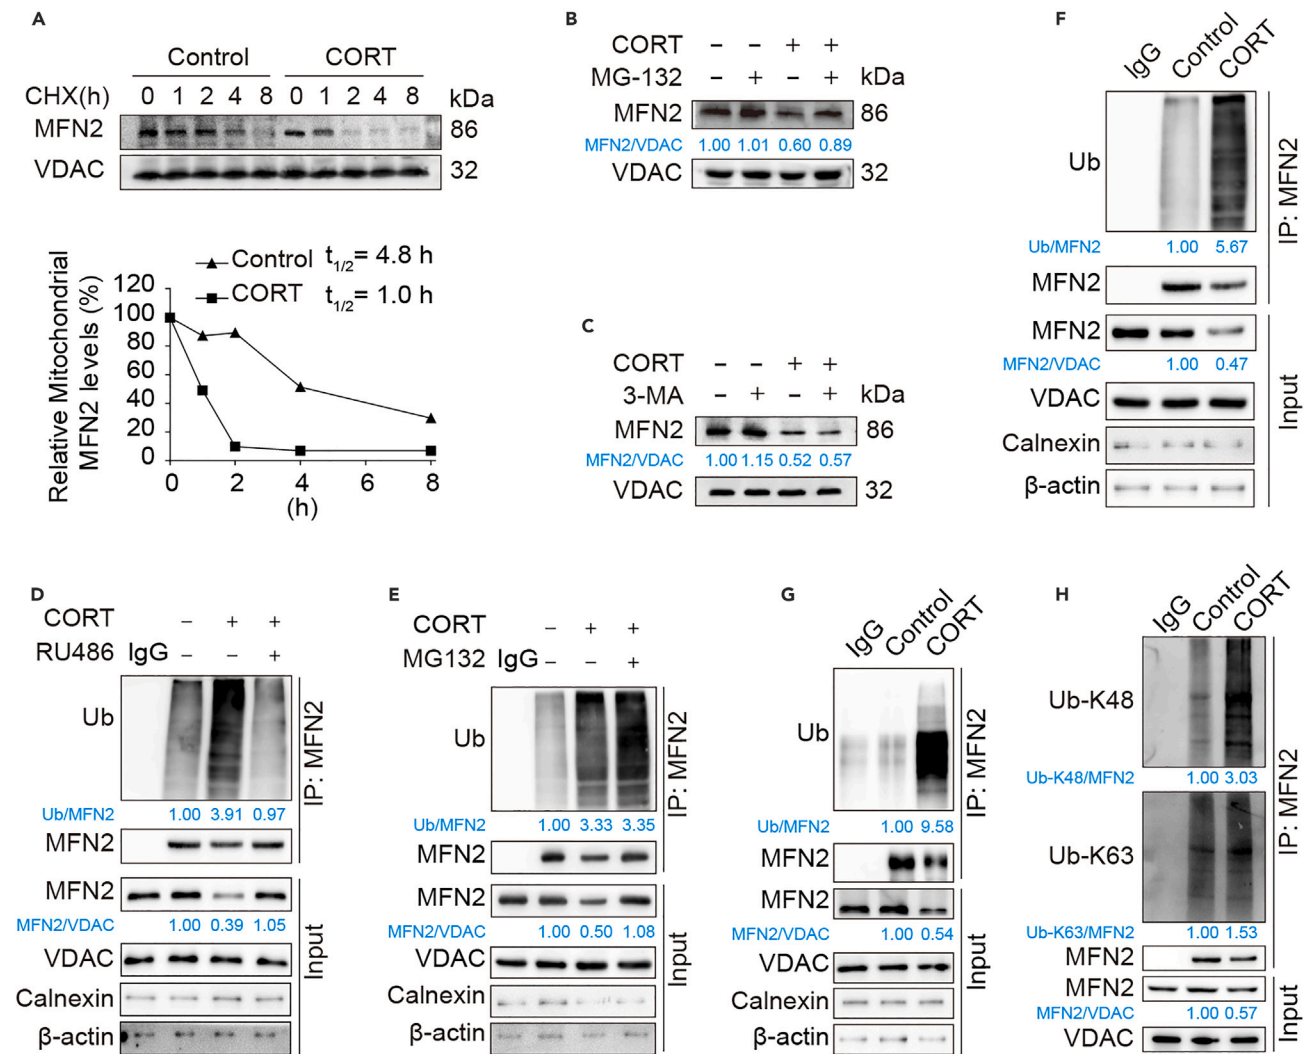 A
Control CORT
CHX(h) 0 1 2 4 8 0 1 2 4 8 kDa
MFN2 86
VDAC 32
Control t1/2= 4.8 h
CORT t1/2= 1.0 h
Relative Mitochondrial
MFN2 levels (%)
120
100
80
60
40
20
0
0 2 4 6 8
(h)
B
CORT – – + +
MG-132 – + – + kDa
MFN2 86
MFN2/VDAC 1.00 1.01 0.60 0.89
VDAC 32
C
CORT – – + +
3-MA – + – + kDa
MFN2 86
MFN2/VDAC 1.00 1.15 0.52 0.57
VDAC 32
F
IgG Control CORT
Ub
Ub/MFN2 1.00 5.67
MFN2
IP: MFN2
MFN2
MFN2/VDAC 1.00 0.47
VDAC
Calnexin
β-actin
Input
D
CORT – + +
RU486 IgG – – +
Ub
Ub/MFN2 1.00 3.91 0.97
MFN2
IP: MFN2
MFN2
MFN2/VDAC 1.00 0.39 1.05
VDAC
Calnexin
β-actin
Input
E
CORT – + +
MG132 IgG – – +
Ub
Ub/MFN2 1.00 3.33 3.35
MFN2
IP: MFN2
MFN2
MFN2/VDAC 1.00 0.50 1.08
VDAC
Calnexin
β-actin
Input
G
IgG Control CORT
Ub
Ub/MFN2 1.00 9.58
MFN2
IP: MFN2
MFN2
MFN2/VDAC 1.00 0.54
VDAC
Calnexin
β-actin
Input
H
IgG Control CORT
Ub-K48
Ub-K48/MFN2 1.00 3.03
Ub-K63
Ub-K63/MFN2 1.00 1.53
MFN2
IP: MFN2
MFN2
MFN2/VDAC 1.00 0.57
VDAC
Input